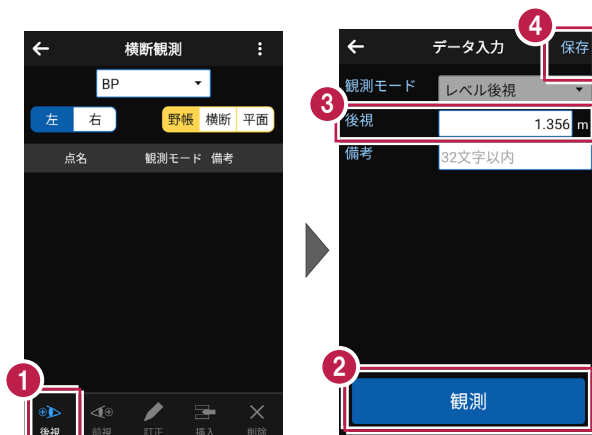 横断観測
BP
左 右 野帳 横断 平面
点名 観測モード 備考
1
後視 前視 訂正 挿入 削除
4
データ入力 保存
観測モード レベル後視
3
後視 1.356 m
備考 32文字以内
2
観測